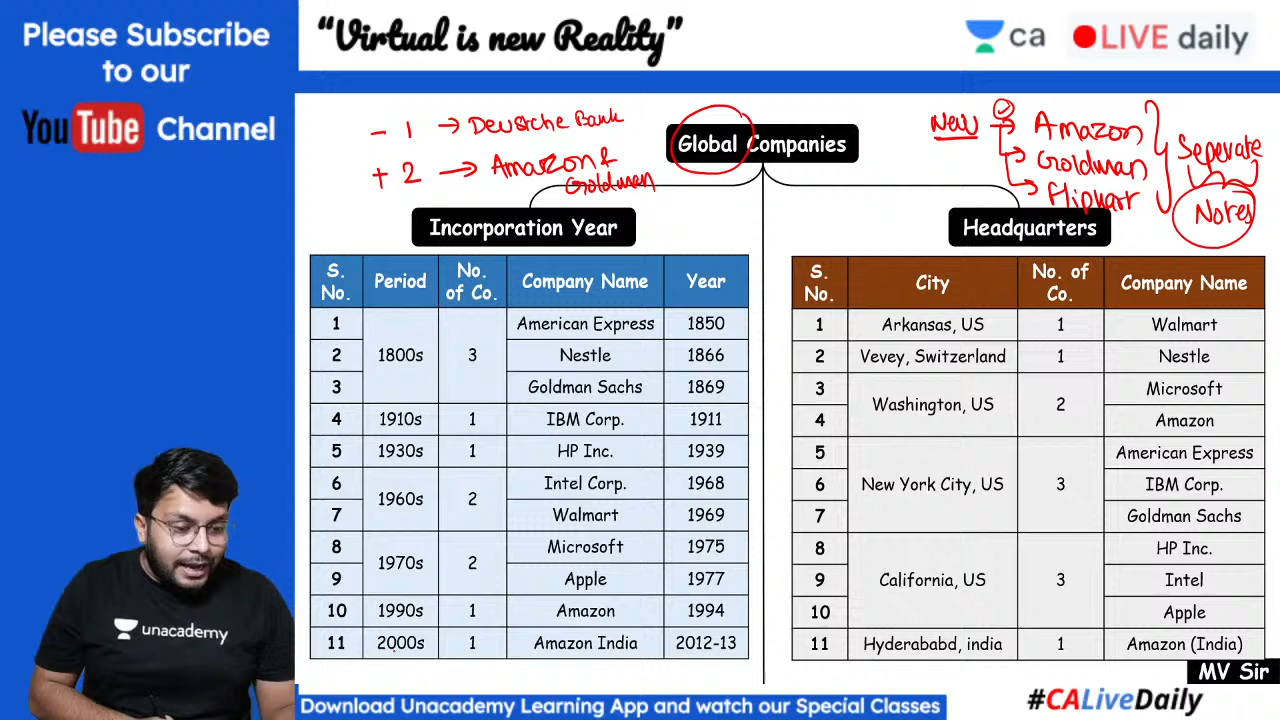 Please Subscribe
to our
YouTube Channel
"Virtual is new Reality"
ca
LIVE daily
- 1 → Deustche Bank
+ 2 → Amazon &
Goldman
Global Companies
New → Amazon
→ Goldman
→ Flipkart
Seperate
Notes
Incorporation Year
S. No. Period No. of Co. Company Name Year
1 1800s 3 American Express 1850
2 Nestle 1866
3 Goldman Sachs 1869
4 1910s 1 IBM Corp. 1911
5 1930s 1 HP Inc. 1939
6 1960s 2 Intel Corp. 1968
7 Walmart 1969
8 1970s 2 Microsoft 1975
9 Apple 1977
10 1990s 1 Amazon 1994
11 2000s 1 Amazon India 2012-13
Headquarters
S. No. City No. of Co. Company Name
1 Arkansas, US 1 Walmart
2 Vevey, Switzerland 1 Nestle
3 Washington, US 2 Microsoft
4 Amazon
5 New York City, US 3 American Express
6 IBM Corp.
7 Goldman Sachs
8 California, US 3 HP Inc.
9 Intel
10 Apple
11 Hyderababd, india 1 Amazon (India)
unacademy
MV Sir
Download Unacademy Learning App and watch our Special Classes
#CALiveDaily